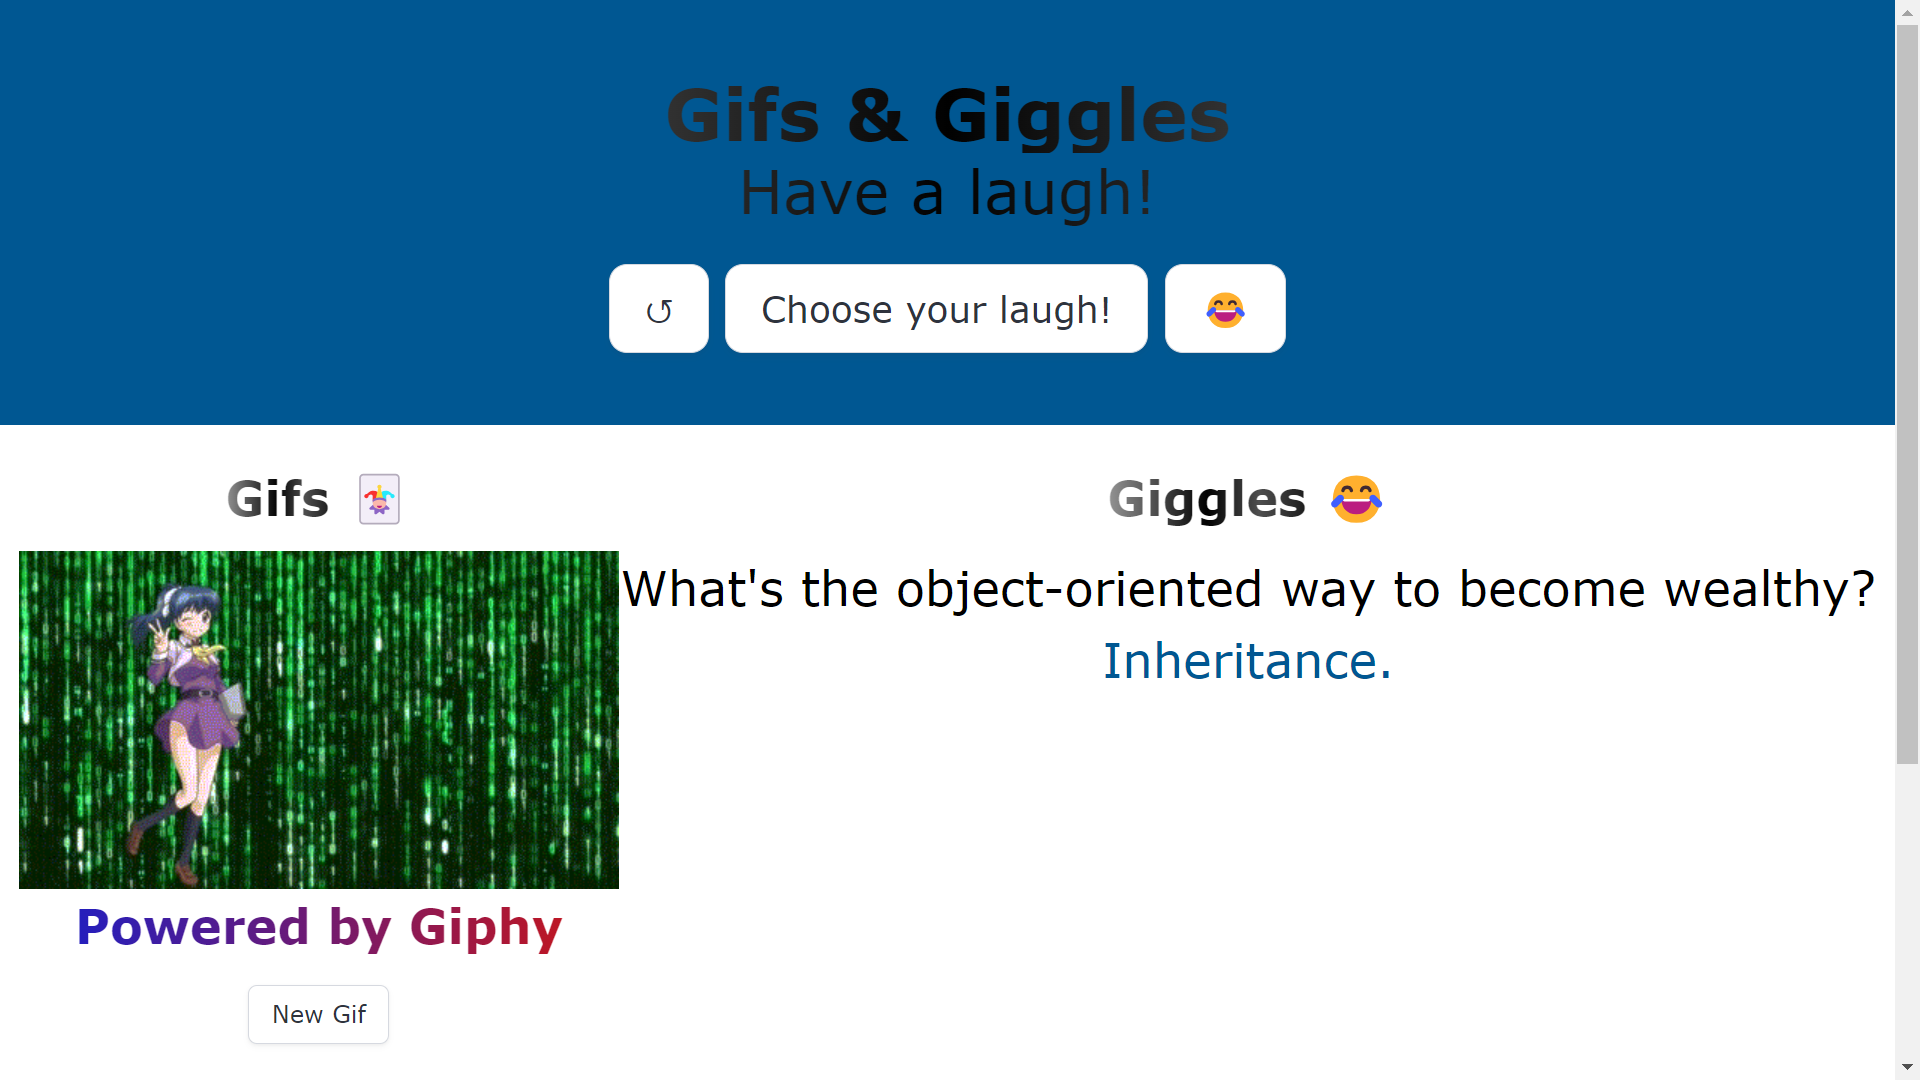 Gifs & Giggles
Have a laugh!
↺
Choose your laugh!
😂
Gifs 🃏
Giggles 😂
What's the object-oriented way to become wealthy?
Inheritance.
Powered by Giphy
New Gif